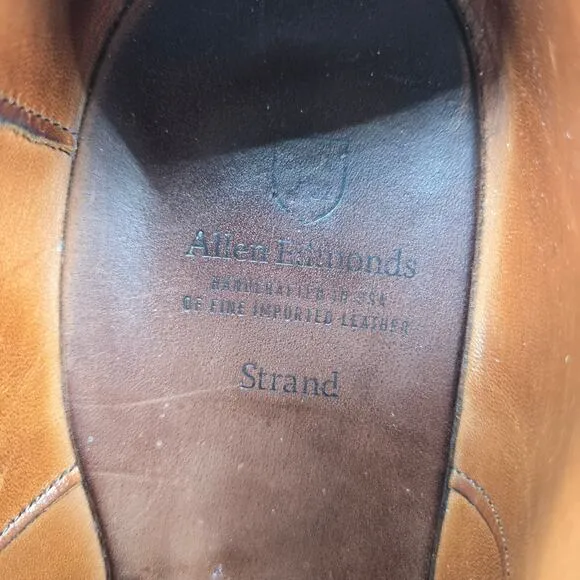 Allen Edmonds
HANDCRAFTED IN USA
OF FINE IMPORTED LEATHER
Strand